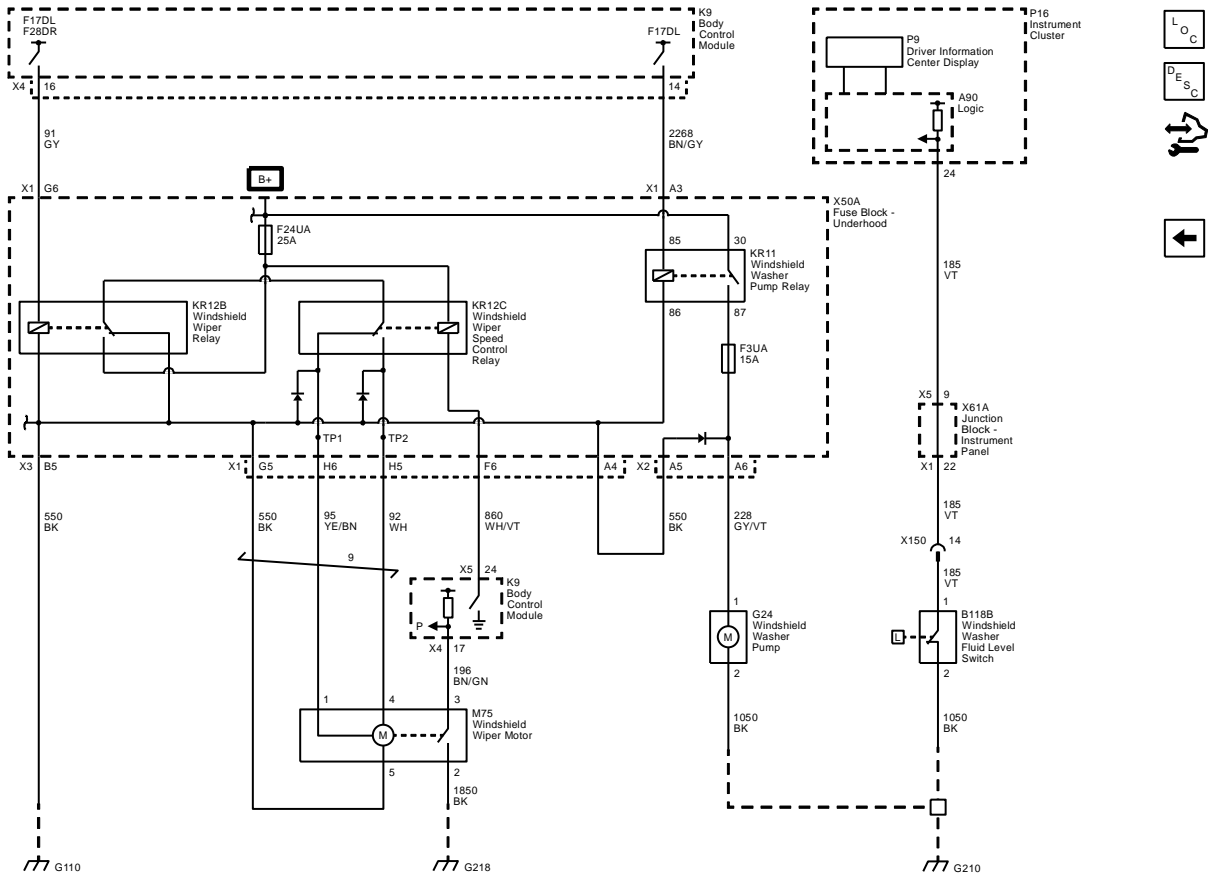 F17DL
F28DR
F17DL
K9
Body
Control
Module
X4
16
14
91
GY
2268
BN/GY
P16
Instrument
Cluster
P9
Driver Information
Center Display
A90
Logic
24
L
O
C
D
E
S
C
X1
G6
B+
X1
A3
X50A
Fuse Block -
Underhood
F24UA
25A
85
30
KR11
Windshield
Washer
Pump Relay
86
87
185
VT
KR12B
Windshield
Wiper
Relay
KR12C
Windshield
Wiper
Speed
Control
Relay
F3UA
15A
X5
9
X61A
Junction
Block -
Instrument
Panel
X1
22
TP1
TP2
X3
B5
X1
G5
H6
H5
F6
A4
X2
A5
A6
550
BK
550
BK
95
YE/BN
92
WH
860
WH/VT
550
BK
228
GY/VT
185
VT
X150
14
185
VT
9
X5
24
K9
Body
Control
Module
P
X4
17
196
BN/GN
1
G24
Windshield
Washer
Pump
M
2
1
B118B
Windshield
Washer
Fluid Level
Switch
L
2
1
4
3
M75
Windshield
Wiper Motor
M
5
2
1850
BK
1050
BK
1050
BK
G110
G218
G210